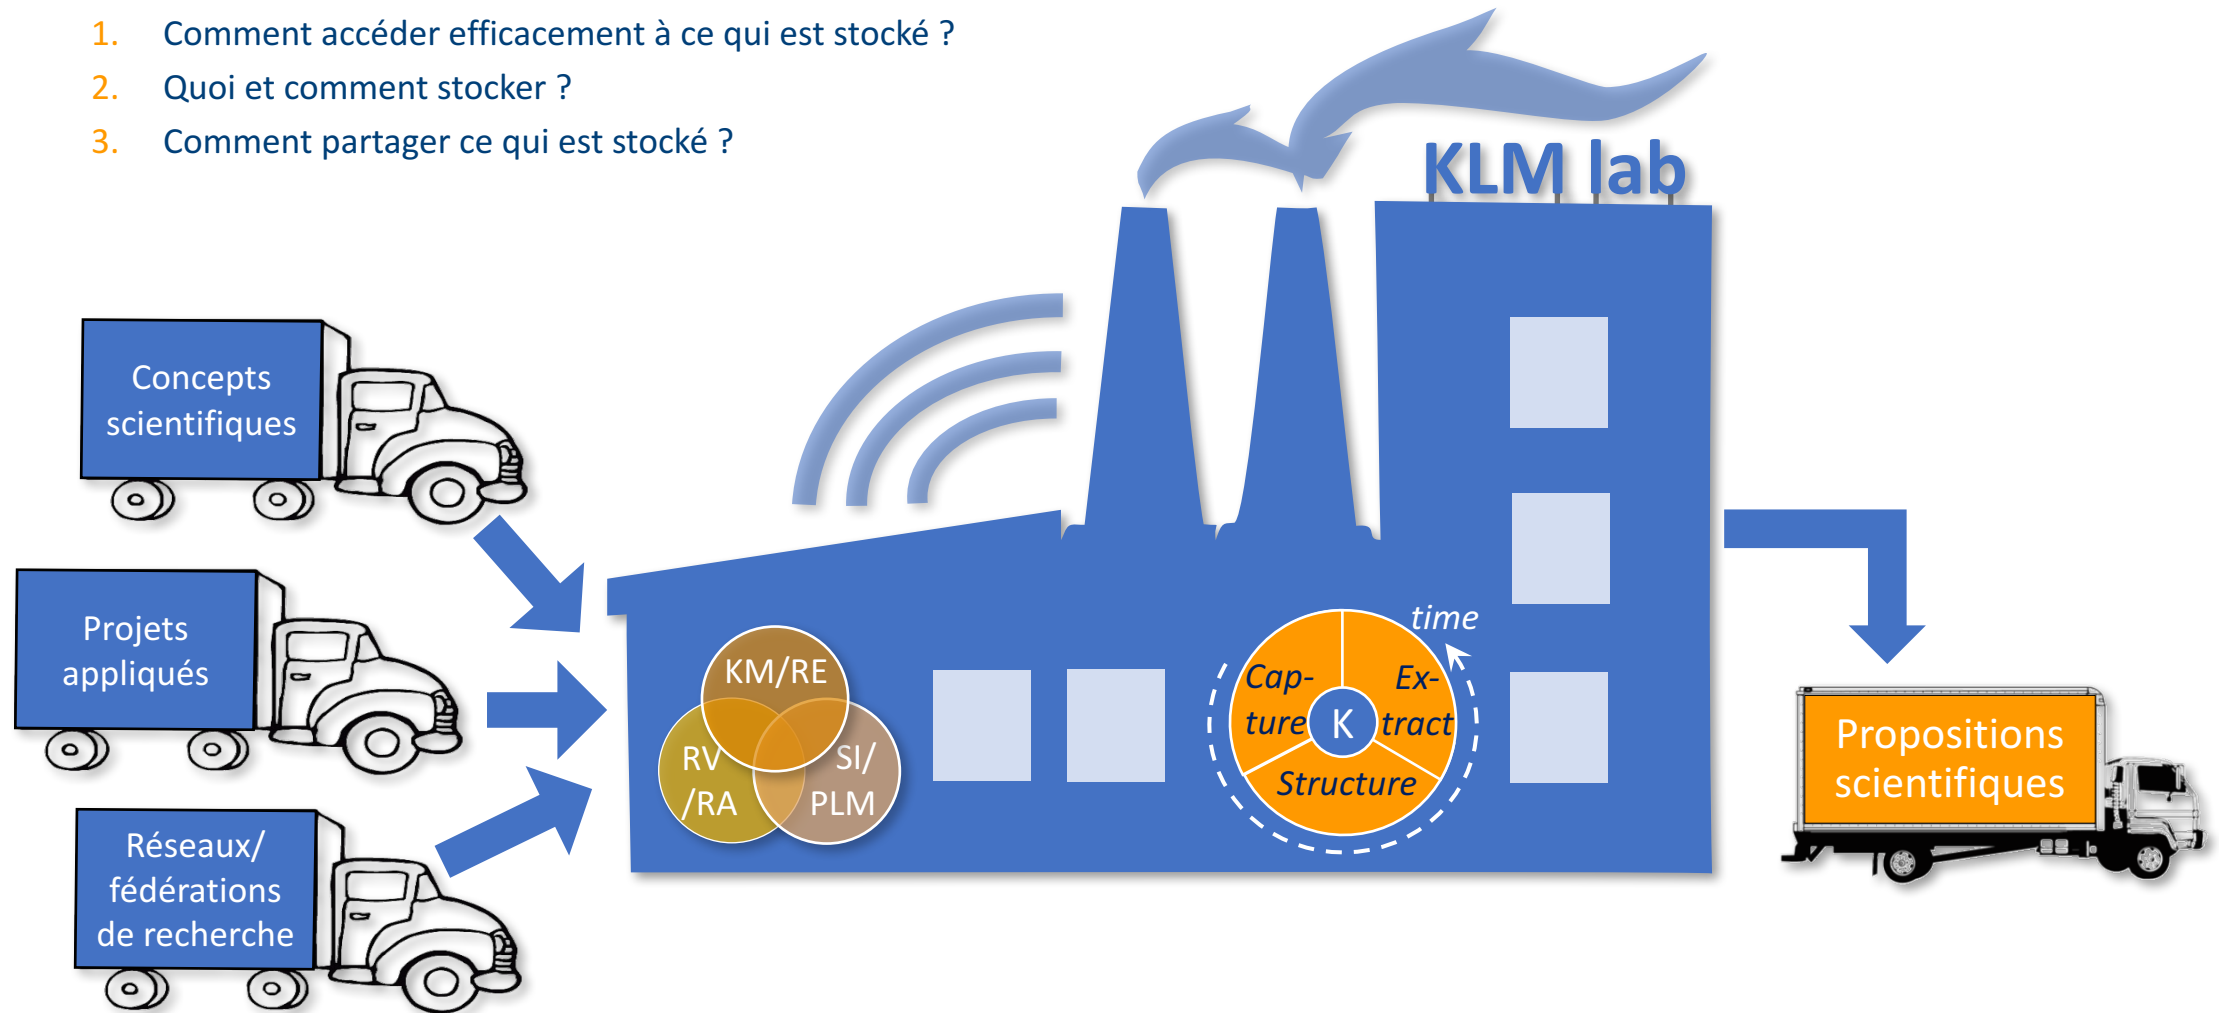 1. Comment accéder efficacement à ce qui est stocké ?
2. Quoi et comment stocker ?
3. Comment partager ce qui est stocké ?
KLM lab
Concepts
scientifiques
Projets
appliqués
Réseaux/
fédérations
de recherche
KM/RE
RV
/RA
SI/
PLM
time
Cap-
ture
Ex-
tract
K
Structure
Propositions
scientifiques